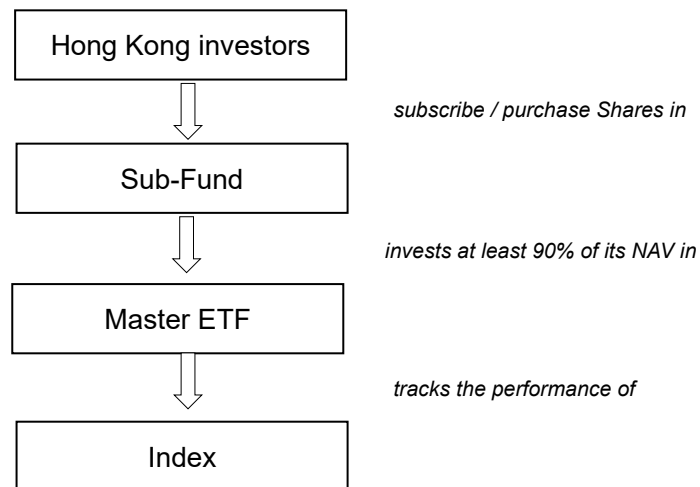 Hong Kong investors
subscribe / purchase Shares in
Sub-Fund
invests at least 90% of its NAV in
Master ETF
tracks the performance of
Index